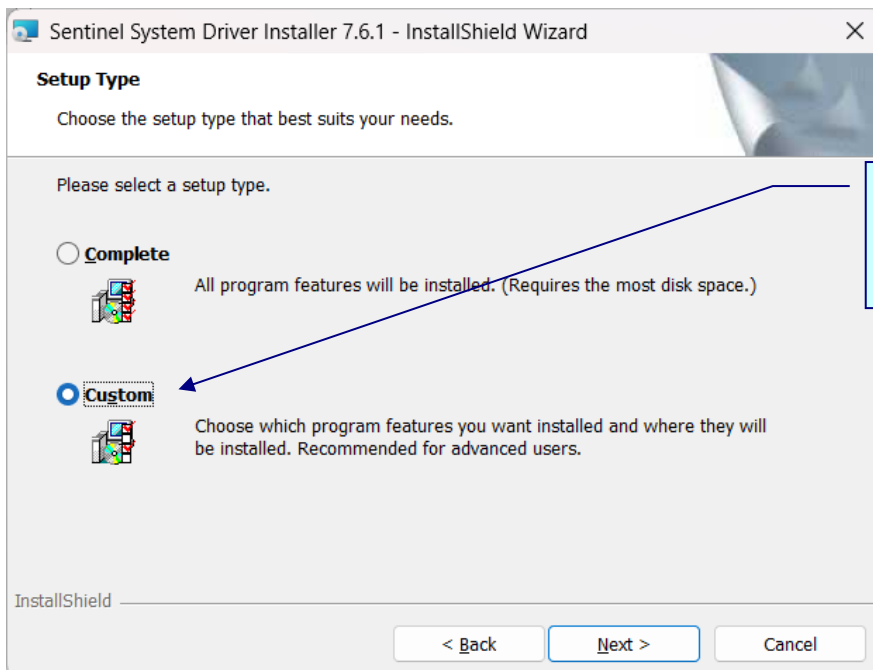 Sentinel System Driver Installer 7.6.1 - InstallShield Wizard
Setup Type
Choose the setup type that best suits your needs.
Please select a setup type.
Complete
All program features will be installed. (Requires the most disk space.)
Custom
Choose which program features you want installed and where they will
be installed. Recommended for advanced users.
InstallShield
< Back
Next >
Cancel